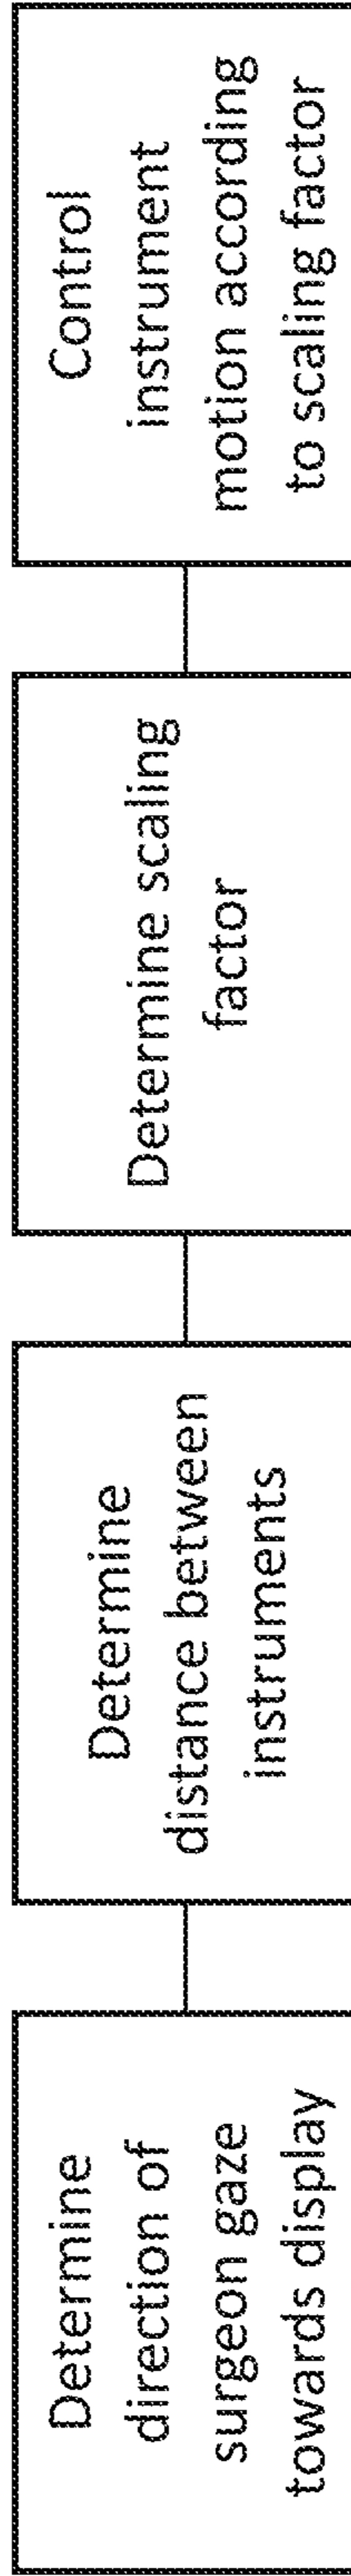 Determine
direction of
surgeon gaze
towards display
Determine
distance between
instruments
Determine scaling
factor
Control
instrument
motion according
to scaling factor